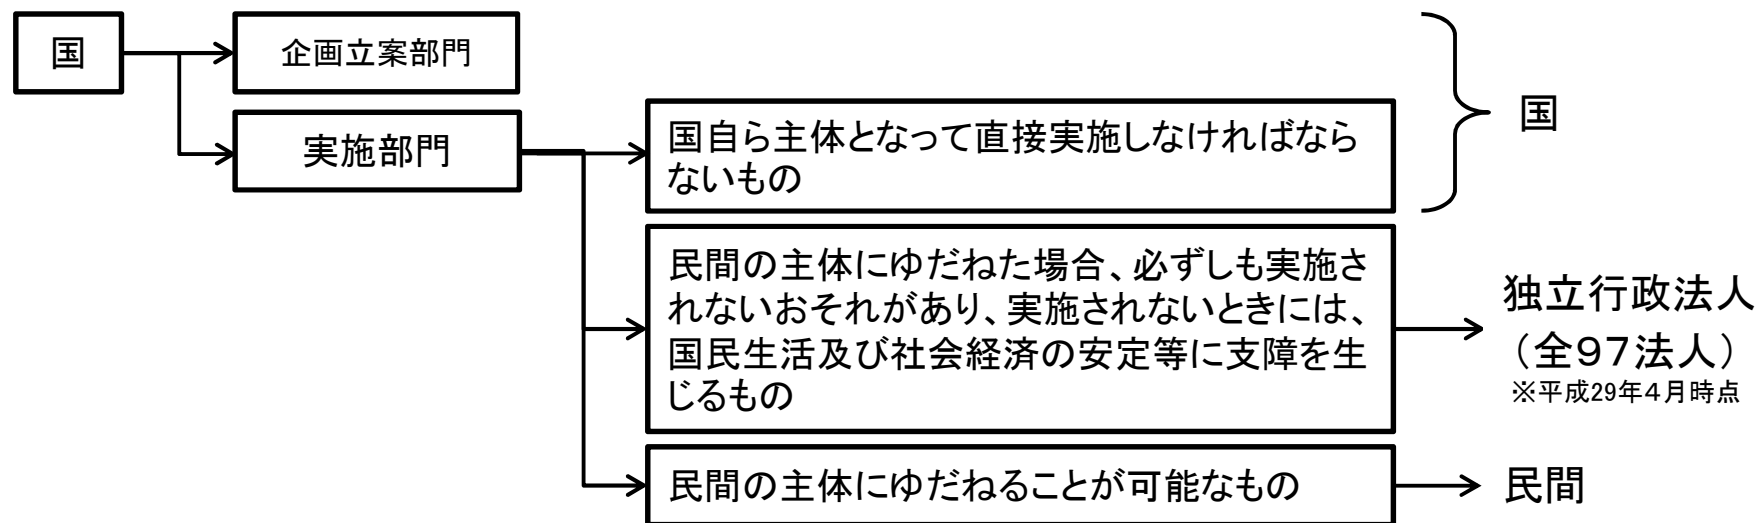 国
企画立案部門
実施部門
国自ら主体となって直接実施しなければなら
ないもの
国
民間の主体にゆだねた場合、必ずしも実施さ
れないおそれがあり、実施されないときには、
国民生活及び社会経済の安定等に支障を生
じるもの
独立行政法人
（全９７法人）
※平成29年４月時点
民間の主体にゆだねることが可能なもの
民間